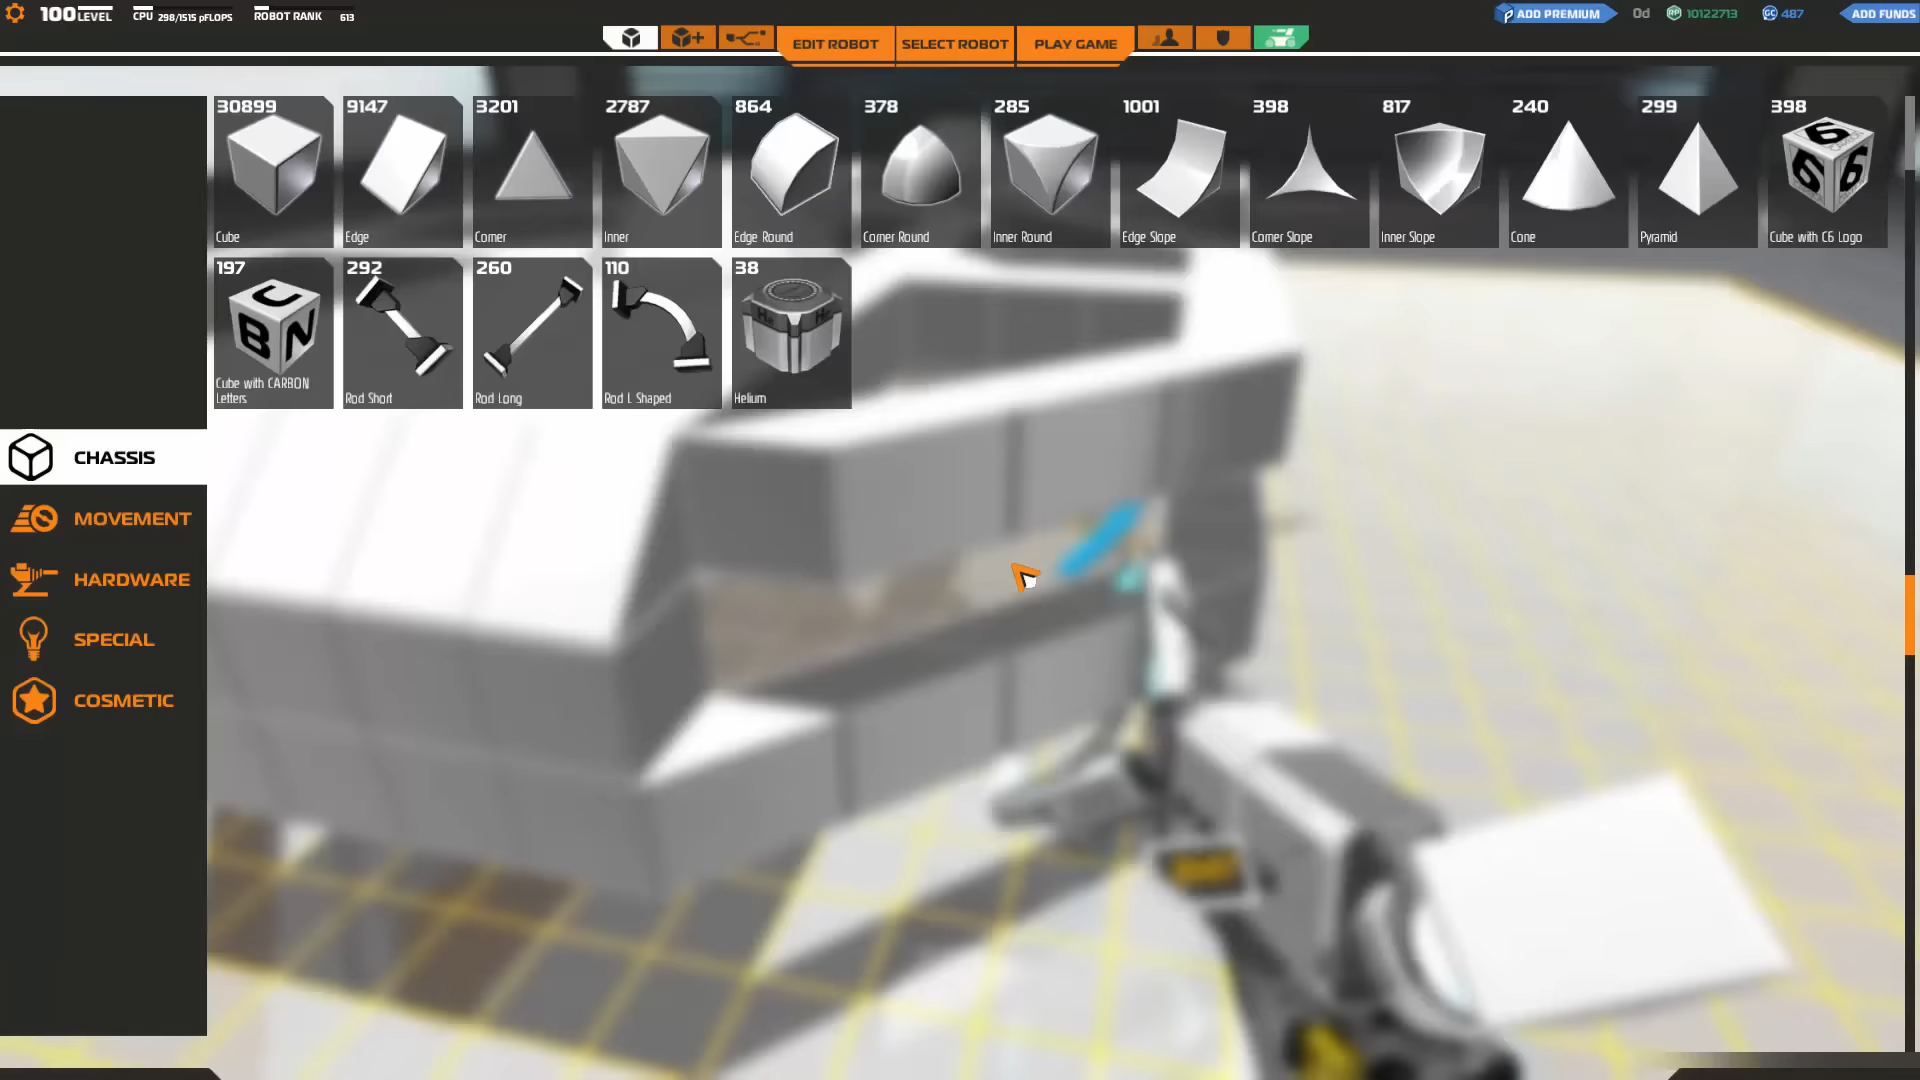 100 LEVEL CPU 298/1515 pFLOPS ROBOT RANK 613
ADD PREMIUM 0d RP 10122713 GC 487 ADD FUNDS
EDIT ROBOT SELECT ROBOT PLAY GAME
30899 9147 3201 2787 864 378 285 1001 398 817 240 299 398
Cube Edge Corner Inner Edge Round Corner Round Inner Round Edge Slope Corner Slope Inner Slope Cone Pyramid Cube with C6 Logo
197 292 260 110 38
C
B N
Cube with CARBON
Letters Rod Short Rod Long Rod L Shaped Helium
CHASSIS
MOVEMENT
HARDWARE
SPECIAL
COSMETIC